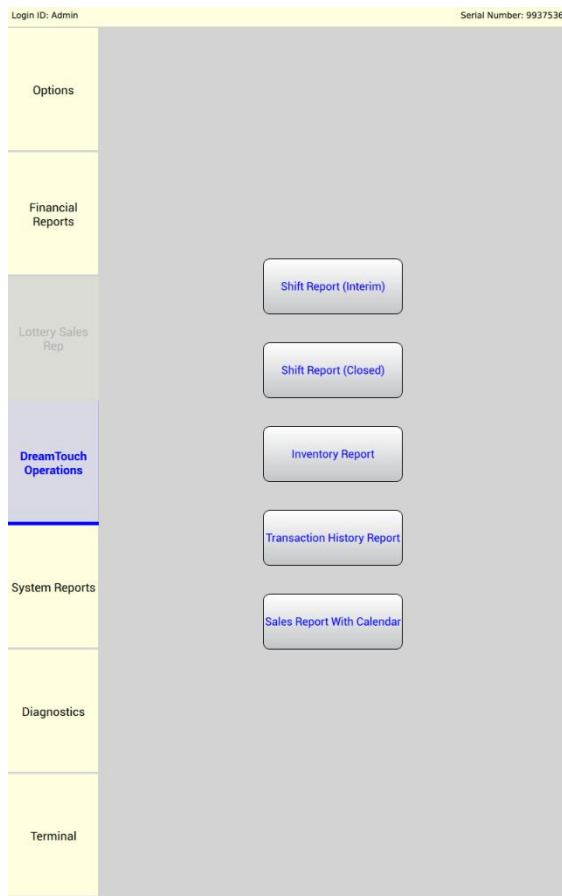 Login ID: Admin
Serial Number: 9937536
Options
Financial
Reports
Lottery Sales
Rep
DreamTouch
Operations
System Reports
Diagnostics
Terminal
Shift Report (Interim)
Shift Report (Closed)
Inventory Report
Transaction History Report
Sales Report With Calendar